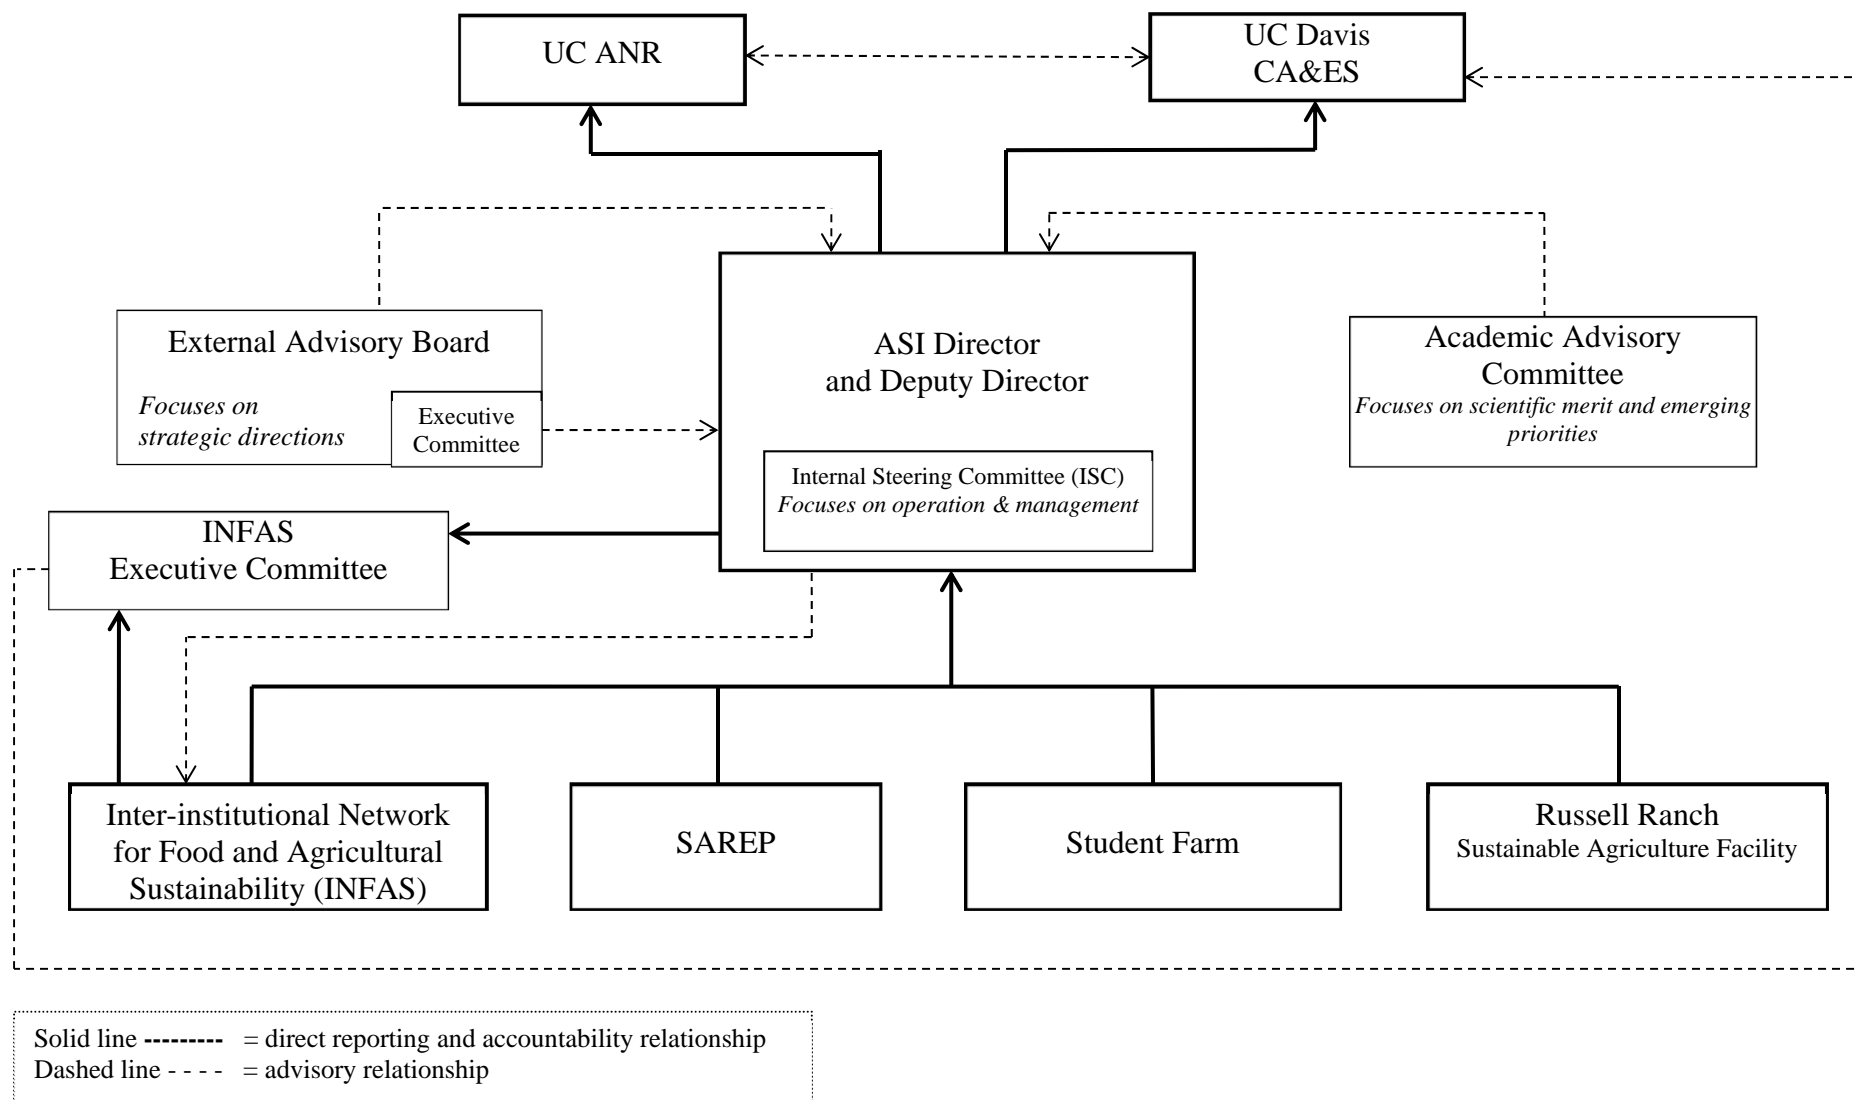 UC ANR
UC Davis
CA&ES
External Advisory Board
Focuses on
strategic directions
Executive
Committee
ASI Director
and Deputy Director
Internal Steering Committee (ISC)
Focuses on operation & management
Academic Advisory
Committee
Focuses on scientific merit and emerging
priorities
INFAS
Executive Committee
Inter-institutional Network
for Food and Agricultural
Sustainability (INFAS)
SAREP
Student Farm
Russell Ranch
Sustainable Agriculture Facility
Solid line --------- = direct reporting and accountability relationship
Dashed line - - - - = advisory relationship